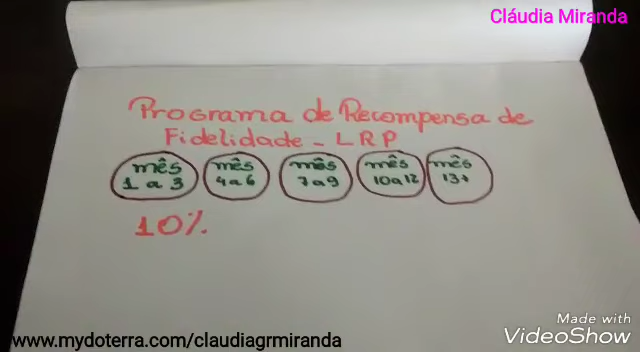 Cláudia Miranda
Programa de Recompensa de
Fidelidade - LRP
mês mês mês mês mês
1 a 3 4 a 6 7 a 9 10 a 12 13+
10%
www.mydoterra.com/claudiagrmiranda
Made with
VideoShow